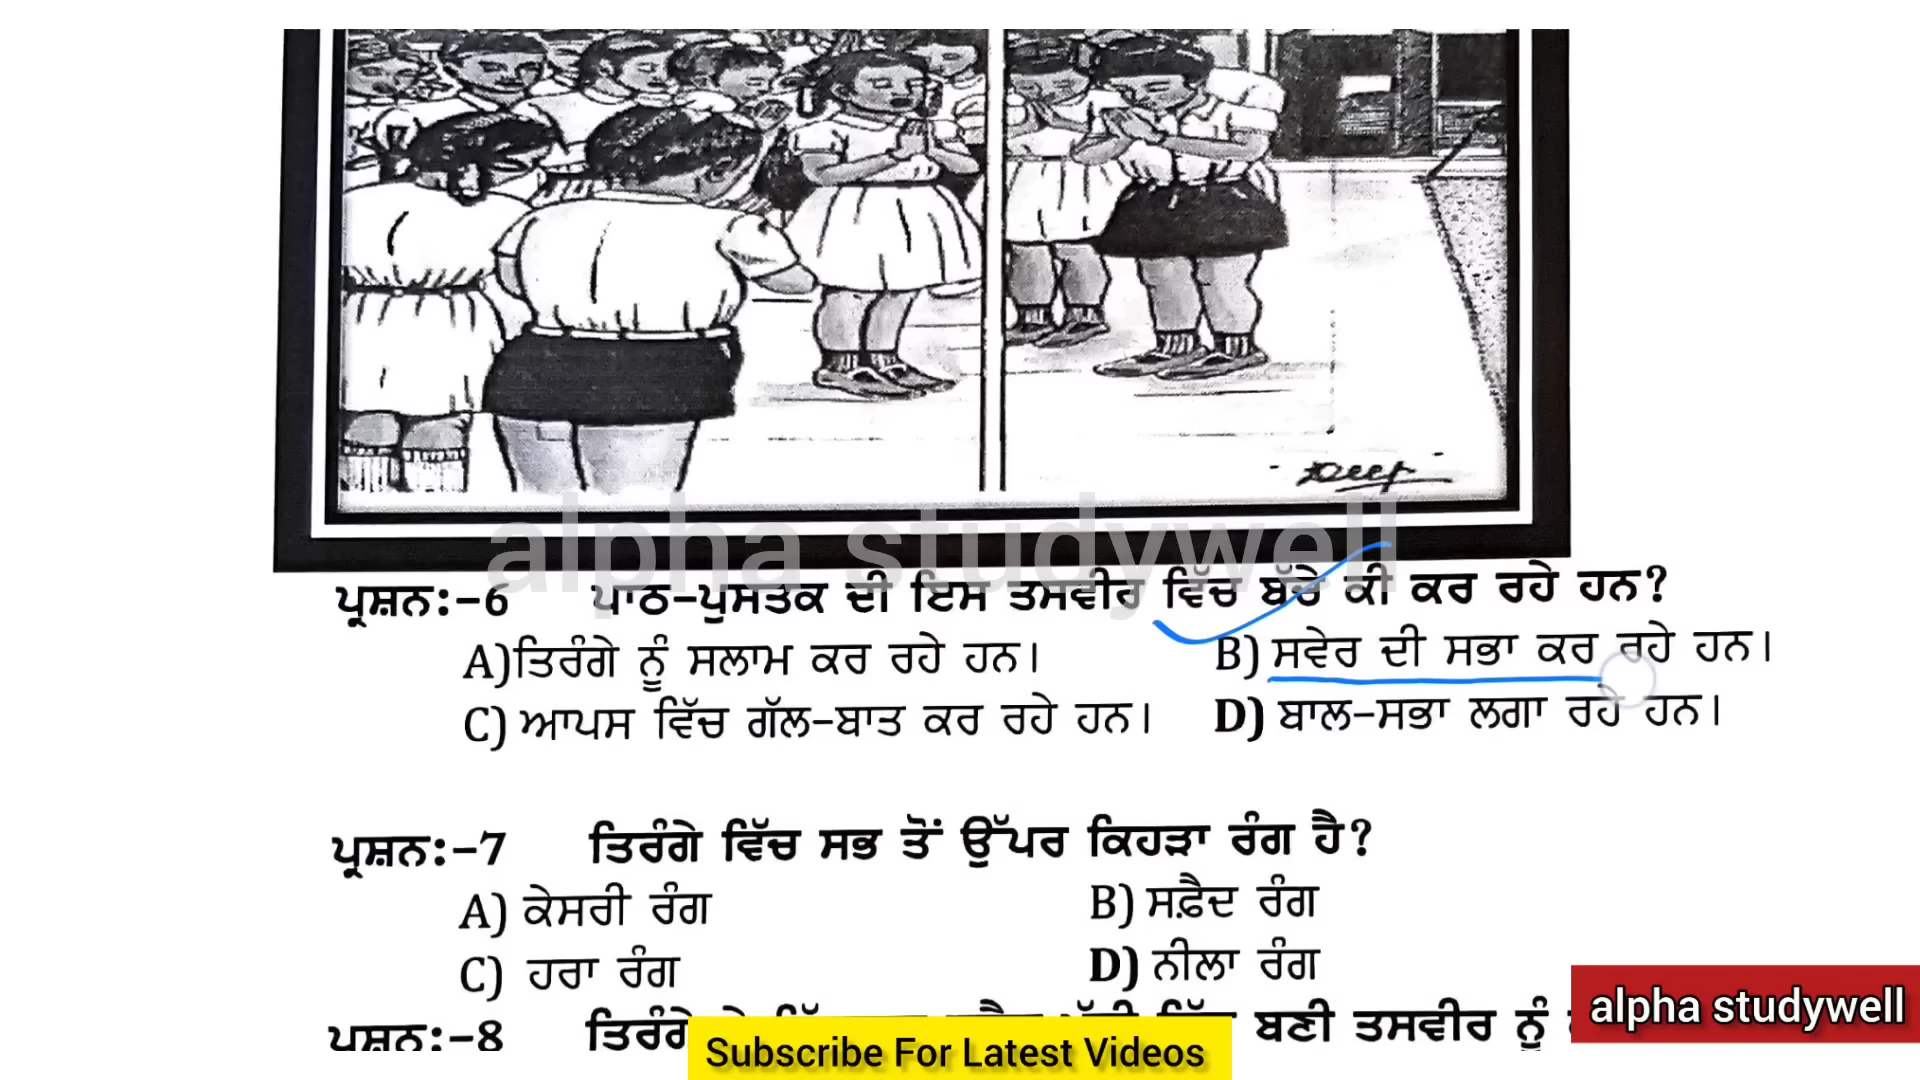 Deep
alpha studywell
ਪ੍ਰਸ਼ਨ:-6 ਪਾਠ-ਪੁਸਤਕ ਦੀ ਇਸ ਤਸਵੀਰ ਵਿੱਚ ਬੱਚੇ ਕੀ ਕਰ ਰਹੇ ਹਨ?
A)ਤਿਰੰਗੇ ਨੂੰ ਸਲਾਮ ਕਰ ਰਹੇ ਹਨ। B) ਸਵੇਰ ਦੀ ਸਭਾ ਕਰ ਰਹੇ ਹਨ।
C) ਆਪਸ ਵਿੱਚ ਗੱਲ-ਬਾਤ ਕਰ ਰਹੇ ਹਨ। D) ਬਾਲ-ਸਭਾ ਲਗਾ ਰਹੇ ਹਨ।
ਪ੍ਰਸ਼ਨ:-7 ਤਿਰੰਗੇ ਵਿੱਚ ਸਭ ਤੋਂ ਉੱਪਰ ਕਿਹੜਾ ਰੰਗ ਹੈ?
A) ਕੇਸਰੀ ਰੰਗ B) ਸਫ਼ੈਦ ਰੰਗ
C) ਹਰਾ ਰੰਗ D) ਨੀਲਾ ਰੰਗ
ਪ੍ਰਸ਼ਨ:-8 ਬਣੀ ਤਸਵੀਰ ਨੂੰ
alpha studywell
Subscribe For Latest Videos